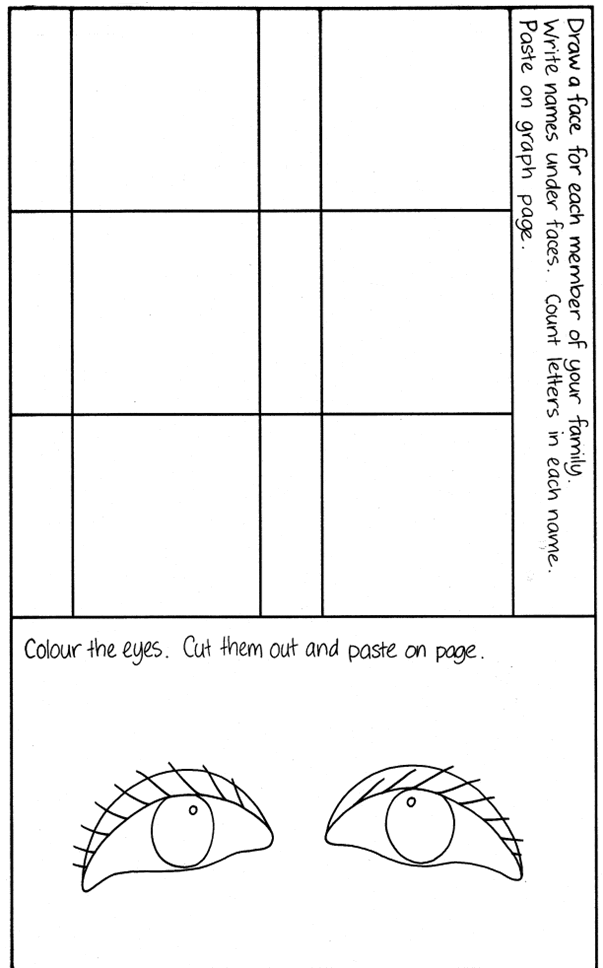 Draw a face for each member of your family.
Write names under faces. Count letters in each name.
Paste on graph page.
Colour the eyes. Cut them out and paste on page.